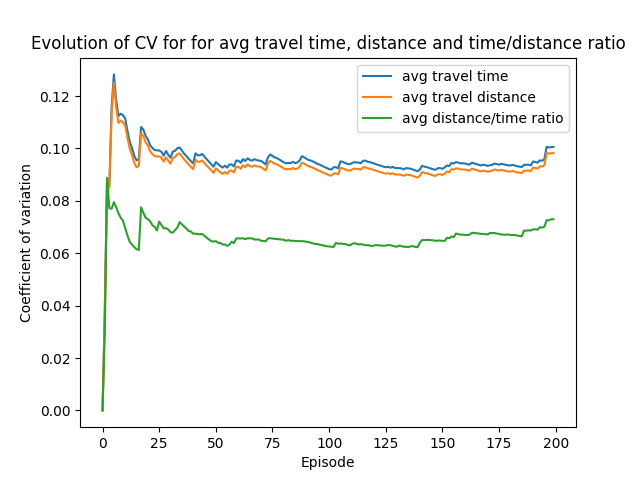 Evolution of CV for for avg travel time, distance and time/distance ratio
avg travel time
avg travel distance
avg distance/time ratio
0.12
0.10
0.08
0.06
0.04
0.02
0.00
Coefficient of variation
0
25
50
75
100
125
150
175
200
Episode